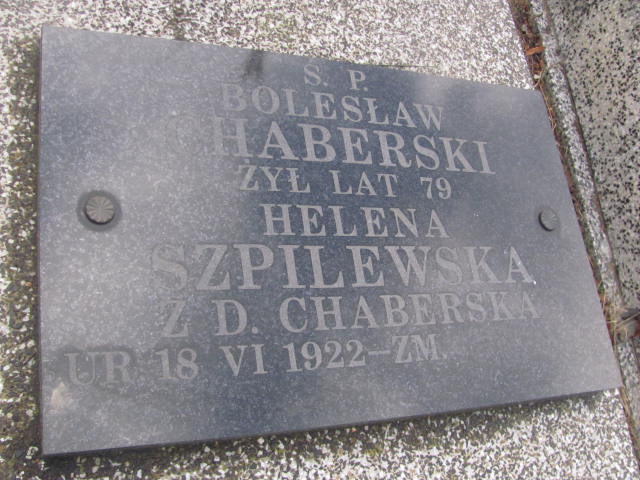 S. P.
BOLESŁAW
CHABERSKI
ŻYŁ LAT 79
HELENA
SZPILEWSKA
Z D. CHABERSKA
UR 18 VI 1922-ZM.